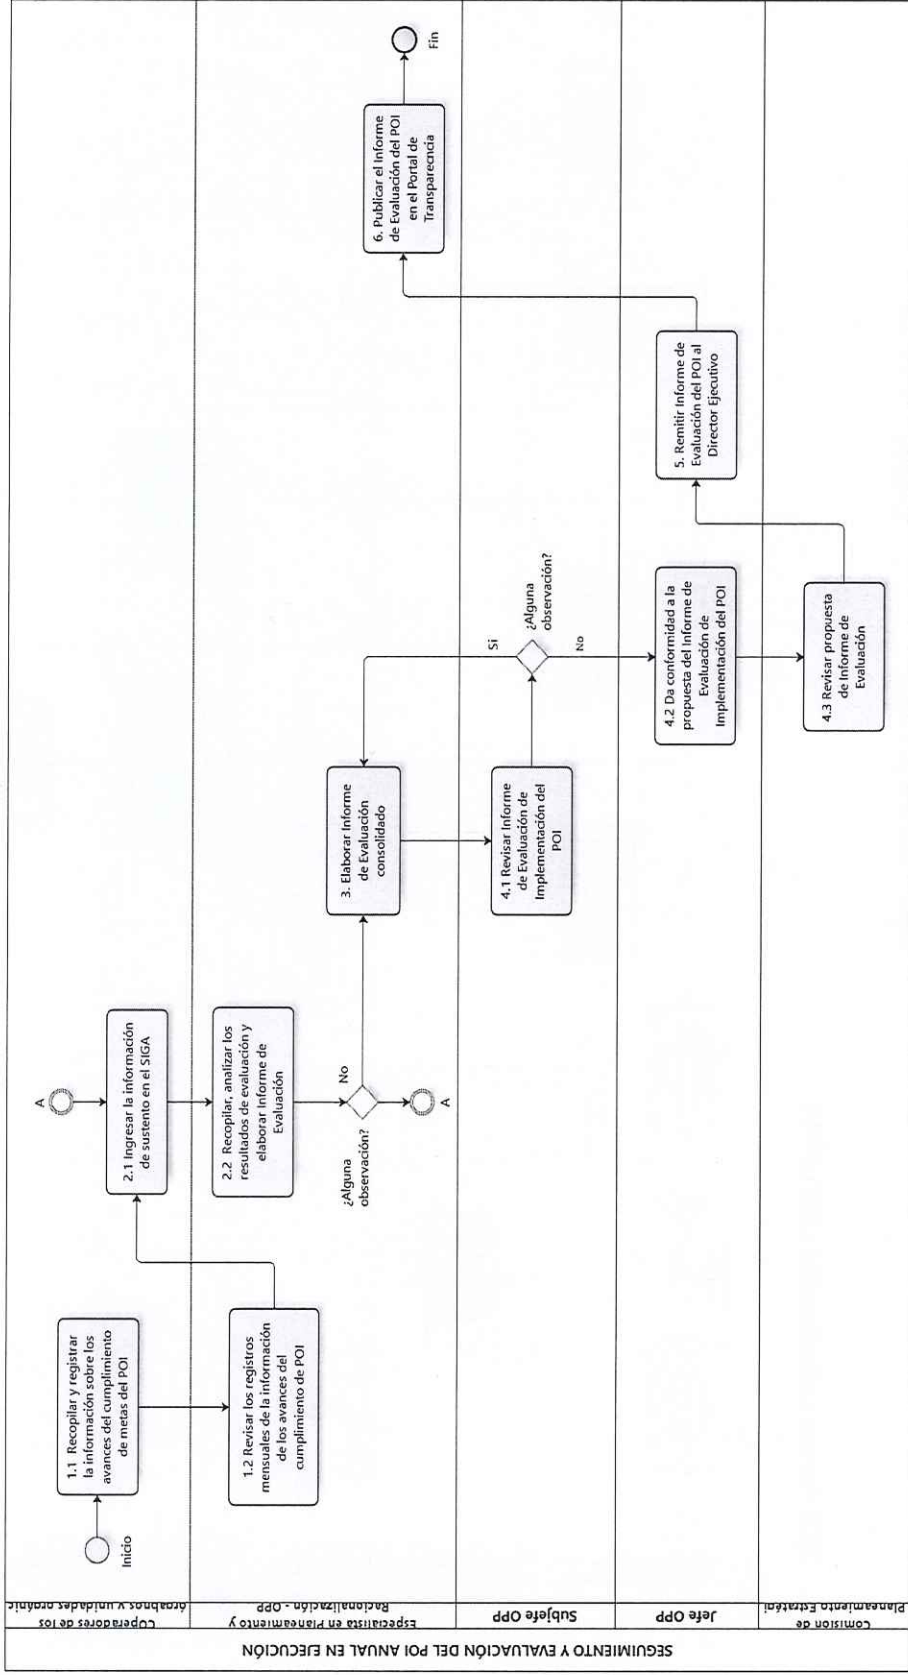 SEGUIMIENTO Y EVALUACIÓN DEL POI ANUAL EN EJECUCIÓN
Coperadores de los
órgabnos y unidades orgánic
Especialista en Planeamiento y
Racionalización - OPP
Subjefe OPP
Jefe OPP
Comisión de
Planeamiento Estratégi
Inicio
1.1 Recopilar y registrar
la información sobre los
avances del cumplimiento
de metas del POI
1.2 Revisar los registros
mensuales de la información
de los avances del
cumplimiento de POI
A
2.1 Ingresar la información
de sustento en el SIGA
2.2 Recopilar, analizar los
resultados de evaluación y
elaborar Informe de
Evaluación
¿Alguna
observación?
No
A
3. Elaborar Informe
de Evaluación
consolidado
4.1 Revisar Informe
de Evaluación de
Implementación del
POI
¿Alguna
observación?
Si
No
4.2 Da conformidad a la
propuesta del Informe de
Evaluación de
Implementación del POI
4.3 Revisar propuesta
de Informe de
Evaluación
5. Remitir Informe de
Evaluación del POI al
Director Ejecutivo
6. Publicar el Informe
de Evaluación del POI
en el Portal de
Transparecncia
Fin